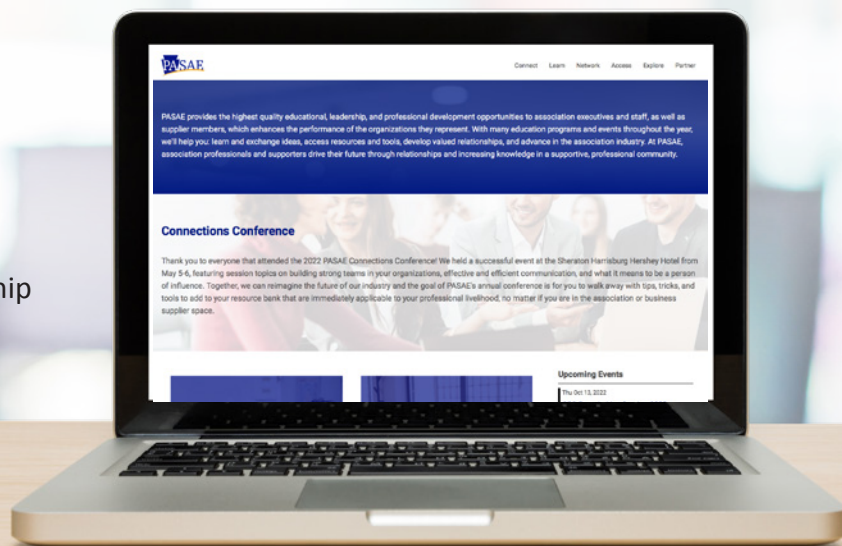 PASAE
Connect Learn Network Access Explore Partner
PASAE provides the highest quality educational, leadership, and professional development opportunities to association executives and staff, as well as
supplier members, which enhances the performance of the organizations they represent. With many education programs and events throughout the year,
we'll help you: learn and exchange ideas, access resources and tools, develop valued relationships, and advance in the association industry. At PASAE,
association professionals and supporters drive their future through relationships and increasing knowledge in a supportive, professional community.
Connections Conference
Thank you to everyone that attended the 2022 PASAE Connections Conference! We held a successful event at the Sheraton Harrisburg Hershey Hotel from
May 5-6, featuring session topics on building strong teams in your organizations, effective and efficient communication, and what it means to be a person
of influence. Together, we can reimagine the future of our industry and the goal of PASAE's annual conference is for you to walk away with tips, tricks, and
tools to add to your resource bank that are immediately applicable to your professional livelihood, no matter if you are in the association or business
supplier space.
hip
Upcoming Events
Thu Oct 13, 2022